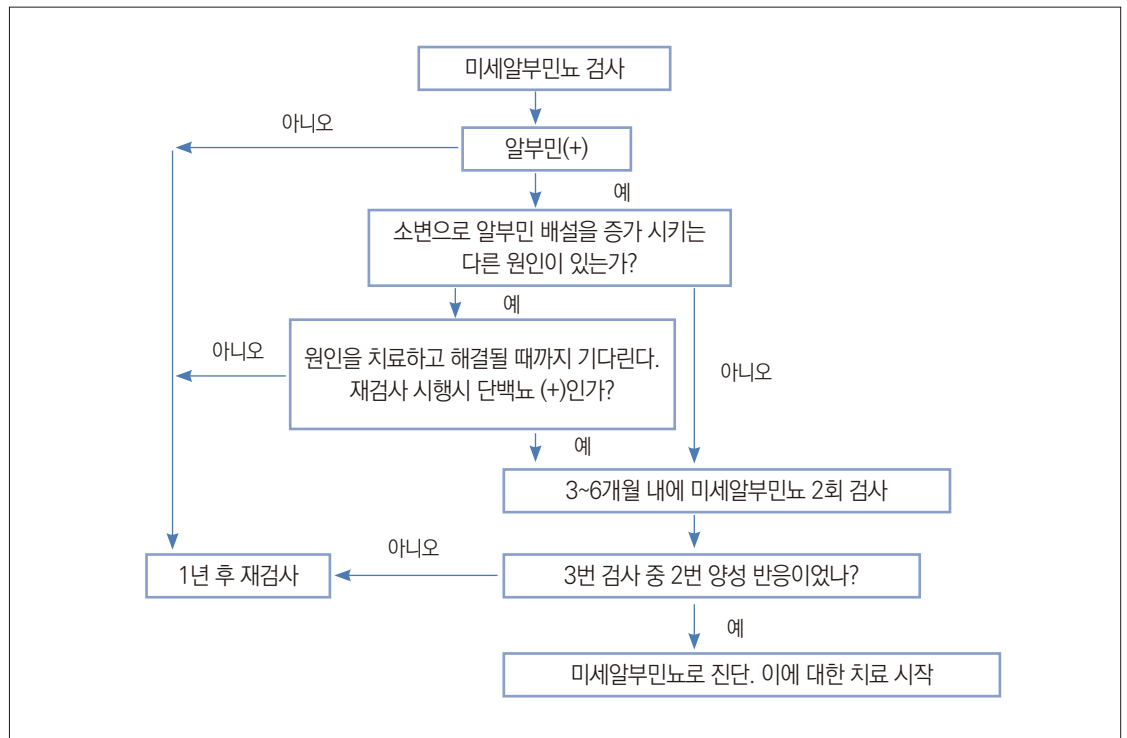 미세알부민뇨 검사
아니오
알부민(+)
예
소변으로 알부민 배설을 증가 시키는
다른 원인이 있는가?
예
아니오
원인을 치료하고 해결될 때까지 기다린다.
재검사 시행시 단백뇨 (+)인가?
아니오
예
3~6개월 내에 미세알부민뇨 2회 검사
아니오
1년 후 재검사
3번 검사 중 2번 양성 반응이었나?
예
미세알부민뇨로 진단. 이에 대한 치료 시작